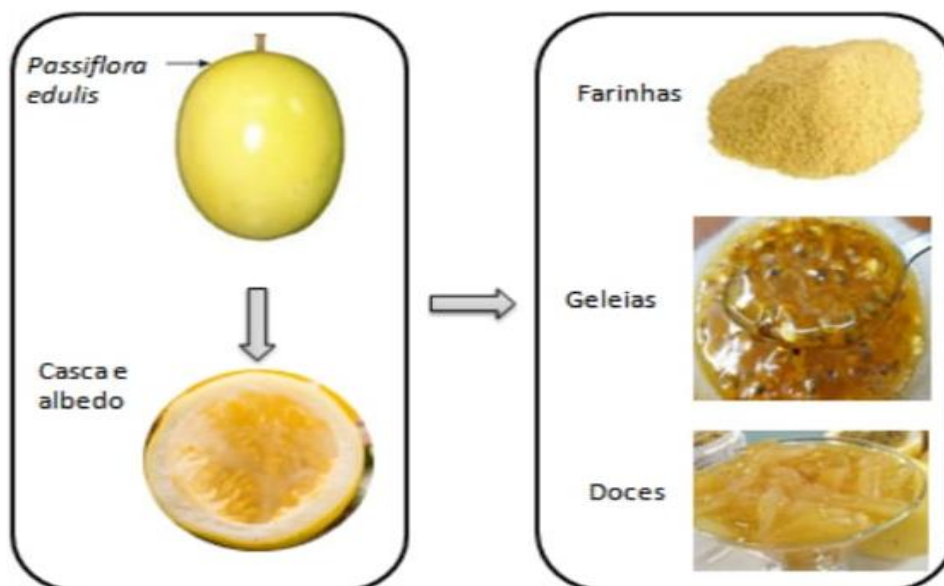 Passiflora
edulis
Casca e
albedo
Farinhas
Geleias
Doces